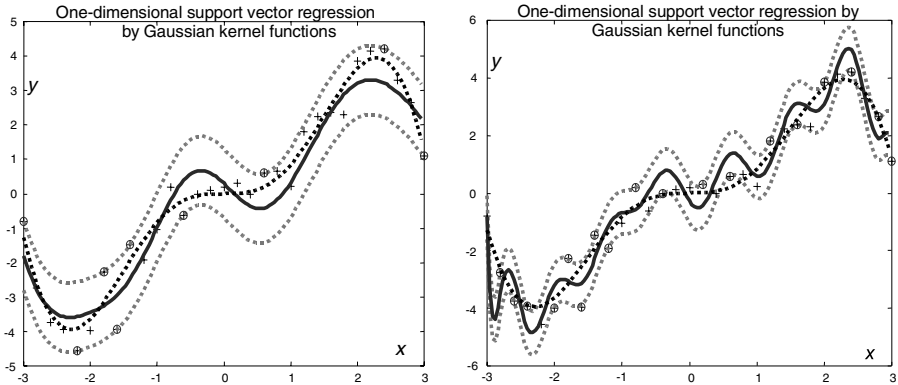 One-dimensional support vector regression
by Gaussian kernel functions
5
4
3
2
1
0
-1
-2
-3
-4
-5
y
x
-3 -2 -1 0 1 2 3
One-dimensional support vector regression by
Gaussian kernel functions
6
4
2
0
-2
-4
-6
y
x
-3 -2 -1 0 1 2 3